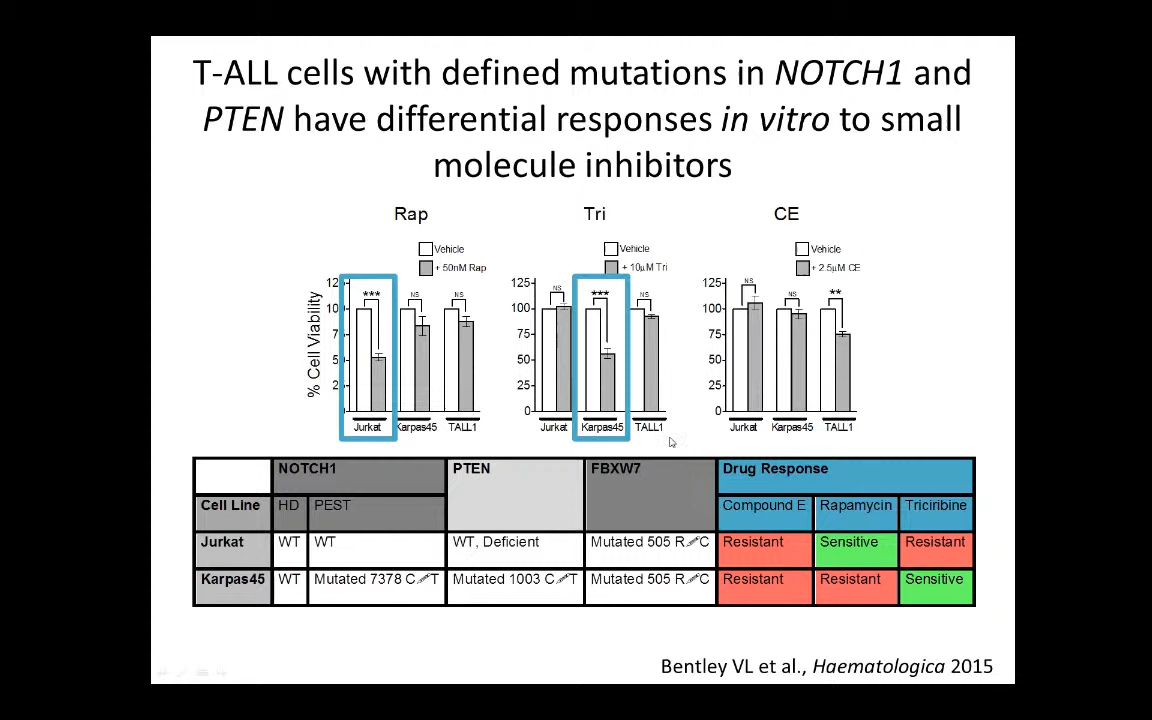 T-ALL cells with defined mutations in NOTCH1 and
PTEN have differential responses in vitro to small
molecule inhibitors
Rap
Vehicle
+ 50nM Rap
% Cell Viability
***
NS
NS
Jurkat
Karpas45
TALL1
Tri
Vehicle
+ 10μM Tri
125
100
75
50
25
0
NS
***
NS
Jurkat
Karpas45
TALL1
CE
Vehicle
+ 2.5μM CE
125
100
75
50
25
0
NS
NS
**
Jurkat
Karpas45
TALL1
NOTCH1 PTEN FBXW7 Drug Response
Cell Line HD PEST Compound E Rapamycin Triciribine
Jurkat WT WT WT, Deficient Mutated 505 R C Resistant Sensitive Resistant
Karpas45 WT Mutated 7378 C T Mutated 1003 C T Mutated 505 R C Resistant Resistant Sensitive
Bentley VL et al., Haematologica 2015